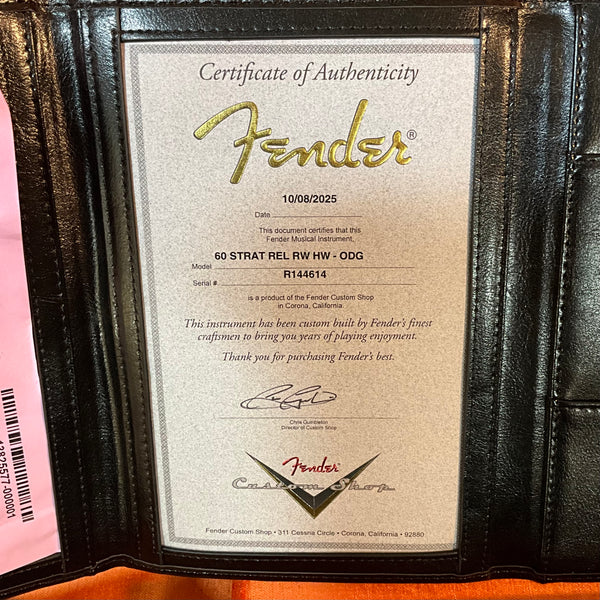 Certificate of Authenticity
Fender®
10/08/2025
Date
This document certifies that this
Fender Musical Instrument,
60 STRAT REL RW HW - ODG
Model
R144614
Serial #
is a product of the Fender Custom Shop
in Corona, California.
This instrument has been custom built by Fender's finest
craftsmen to bring you years of playing enjoyment.
Thank you for purchasing Fender's best.
Chris Gumbleton
Director of Custom Shop
Fender
Custom Shop
Fender Custom Shop • 311 Cessna Circle • Corona, California • 92880
13825577-000001